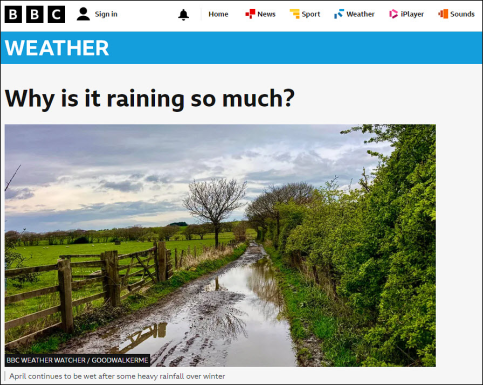 BBC Sign in Home News Sport Weather iPlayer Sounds
WEATHER
Why is it raining so much?
BBC WEATHER WATCHER / GOODWALKERME
April continues to be wet after some heavy rainfall over winter